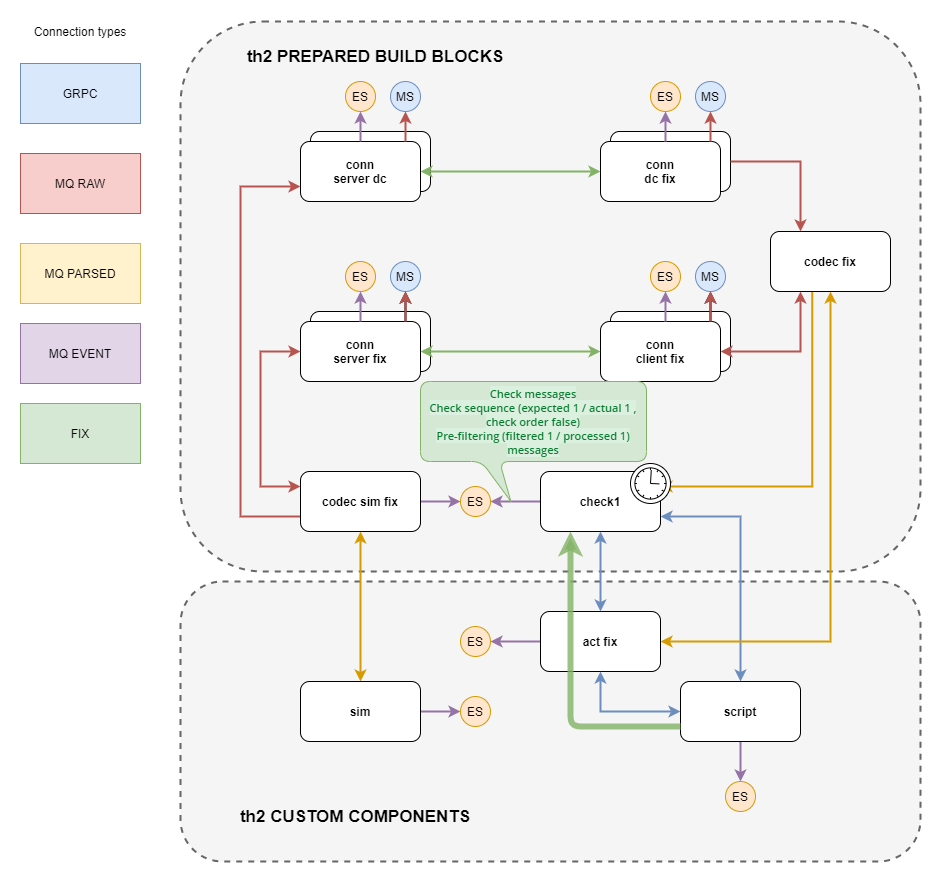 Connection types
GRPC
MQ RAW
MQ PARSED
MQ EVENT
FIX
th2 PREPARED BUILD BLOCKS
ES
MS
ES
MS
conn
server dc
conn
dc fix
codec fix
ES
MS
ES
MS
conn
server fix
conn
client fix
Check messages
Check sequence (expected 1 / actual 1 ,
check order false)
Pre-filtering (filtered 1 / processed 1)
messages
codec sim fix
ES
check1
ES
act fix
sim
ES
script
ES
th2 CUSTOM COMPONENTS